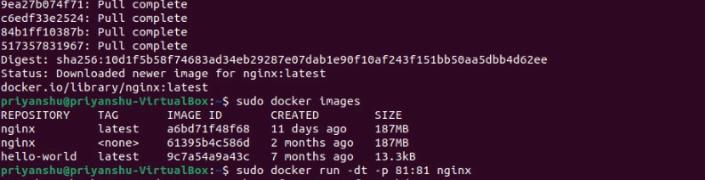 9ea27b074f71: Pull complete
c6edf33e2524: Pull complete
84b1ff10387b: Pull complete
517357831967: Pull complete
Digest: sha256:10d1f5b58f74683ad34eb29287e07dab1e90f10af243f151bb50aa5dbb4d62ee
Status: Downloaded newer image for nginx:latest
docker.io/library/nginx:latest
priyanshu@priyanshu-VirtualBox:~$ sudo docker images
REPOSITORY TAG IMAGE ID CREATED SIZE
nginx latest a6bd71f48f68 11 days ago 187MB
nginx <none> 61395b4c586d 2 months ago 187MB
hello-world latest 9c7a54a9a43c 7 months ago 13.3kB
priyanshu@priyanshu-VirtualBox:~$ sudo docker run -dt -p 81:81 nginx